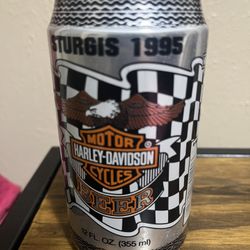 STURGIS 1995
MOTOR
HARLEY-DAVIDSON
CYCLES
BEER
12 FL. OZ. (355 ml)